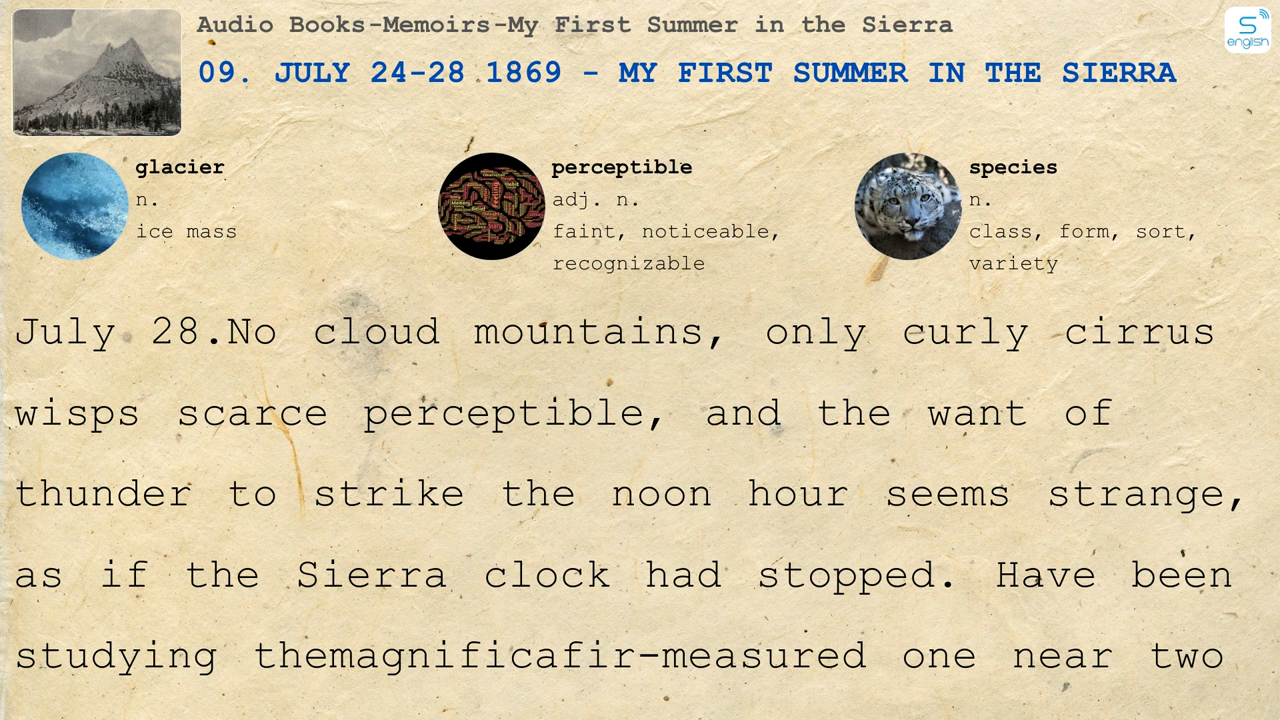 Audio Books-Memoirs-My First Summer in the Sierra
09. JULY 24-28 1869 - MY FIRST SUMMER IN THE SIERRA
S
english
glacier
n.
ice mass
perceptible
adj. n.
faint, noticeable,
recognizable
species
n.
class, form, sort,
variety
July 28.No cloud mountains, only curly cirrus
wisps scarce perceptible, and the want of
thunder to strike the noon hour seems strange,
as if the Sierra clock had stopped. Have been
studying themagnificafir-measured one near two